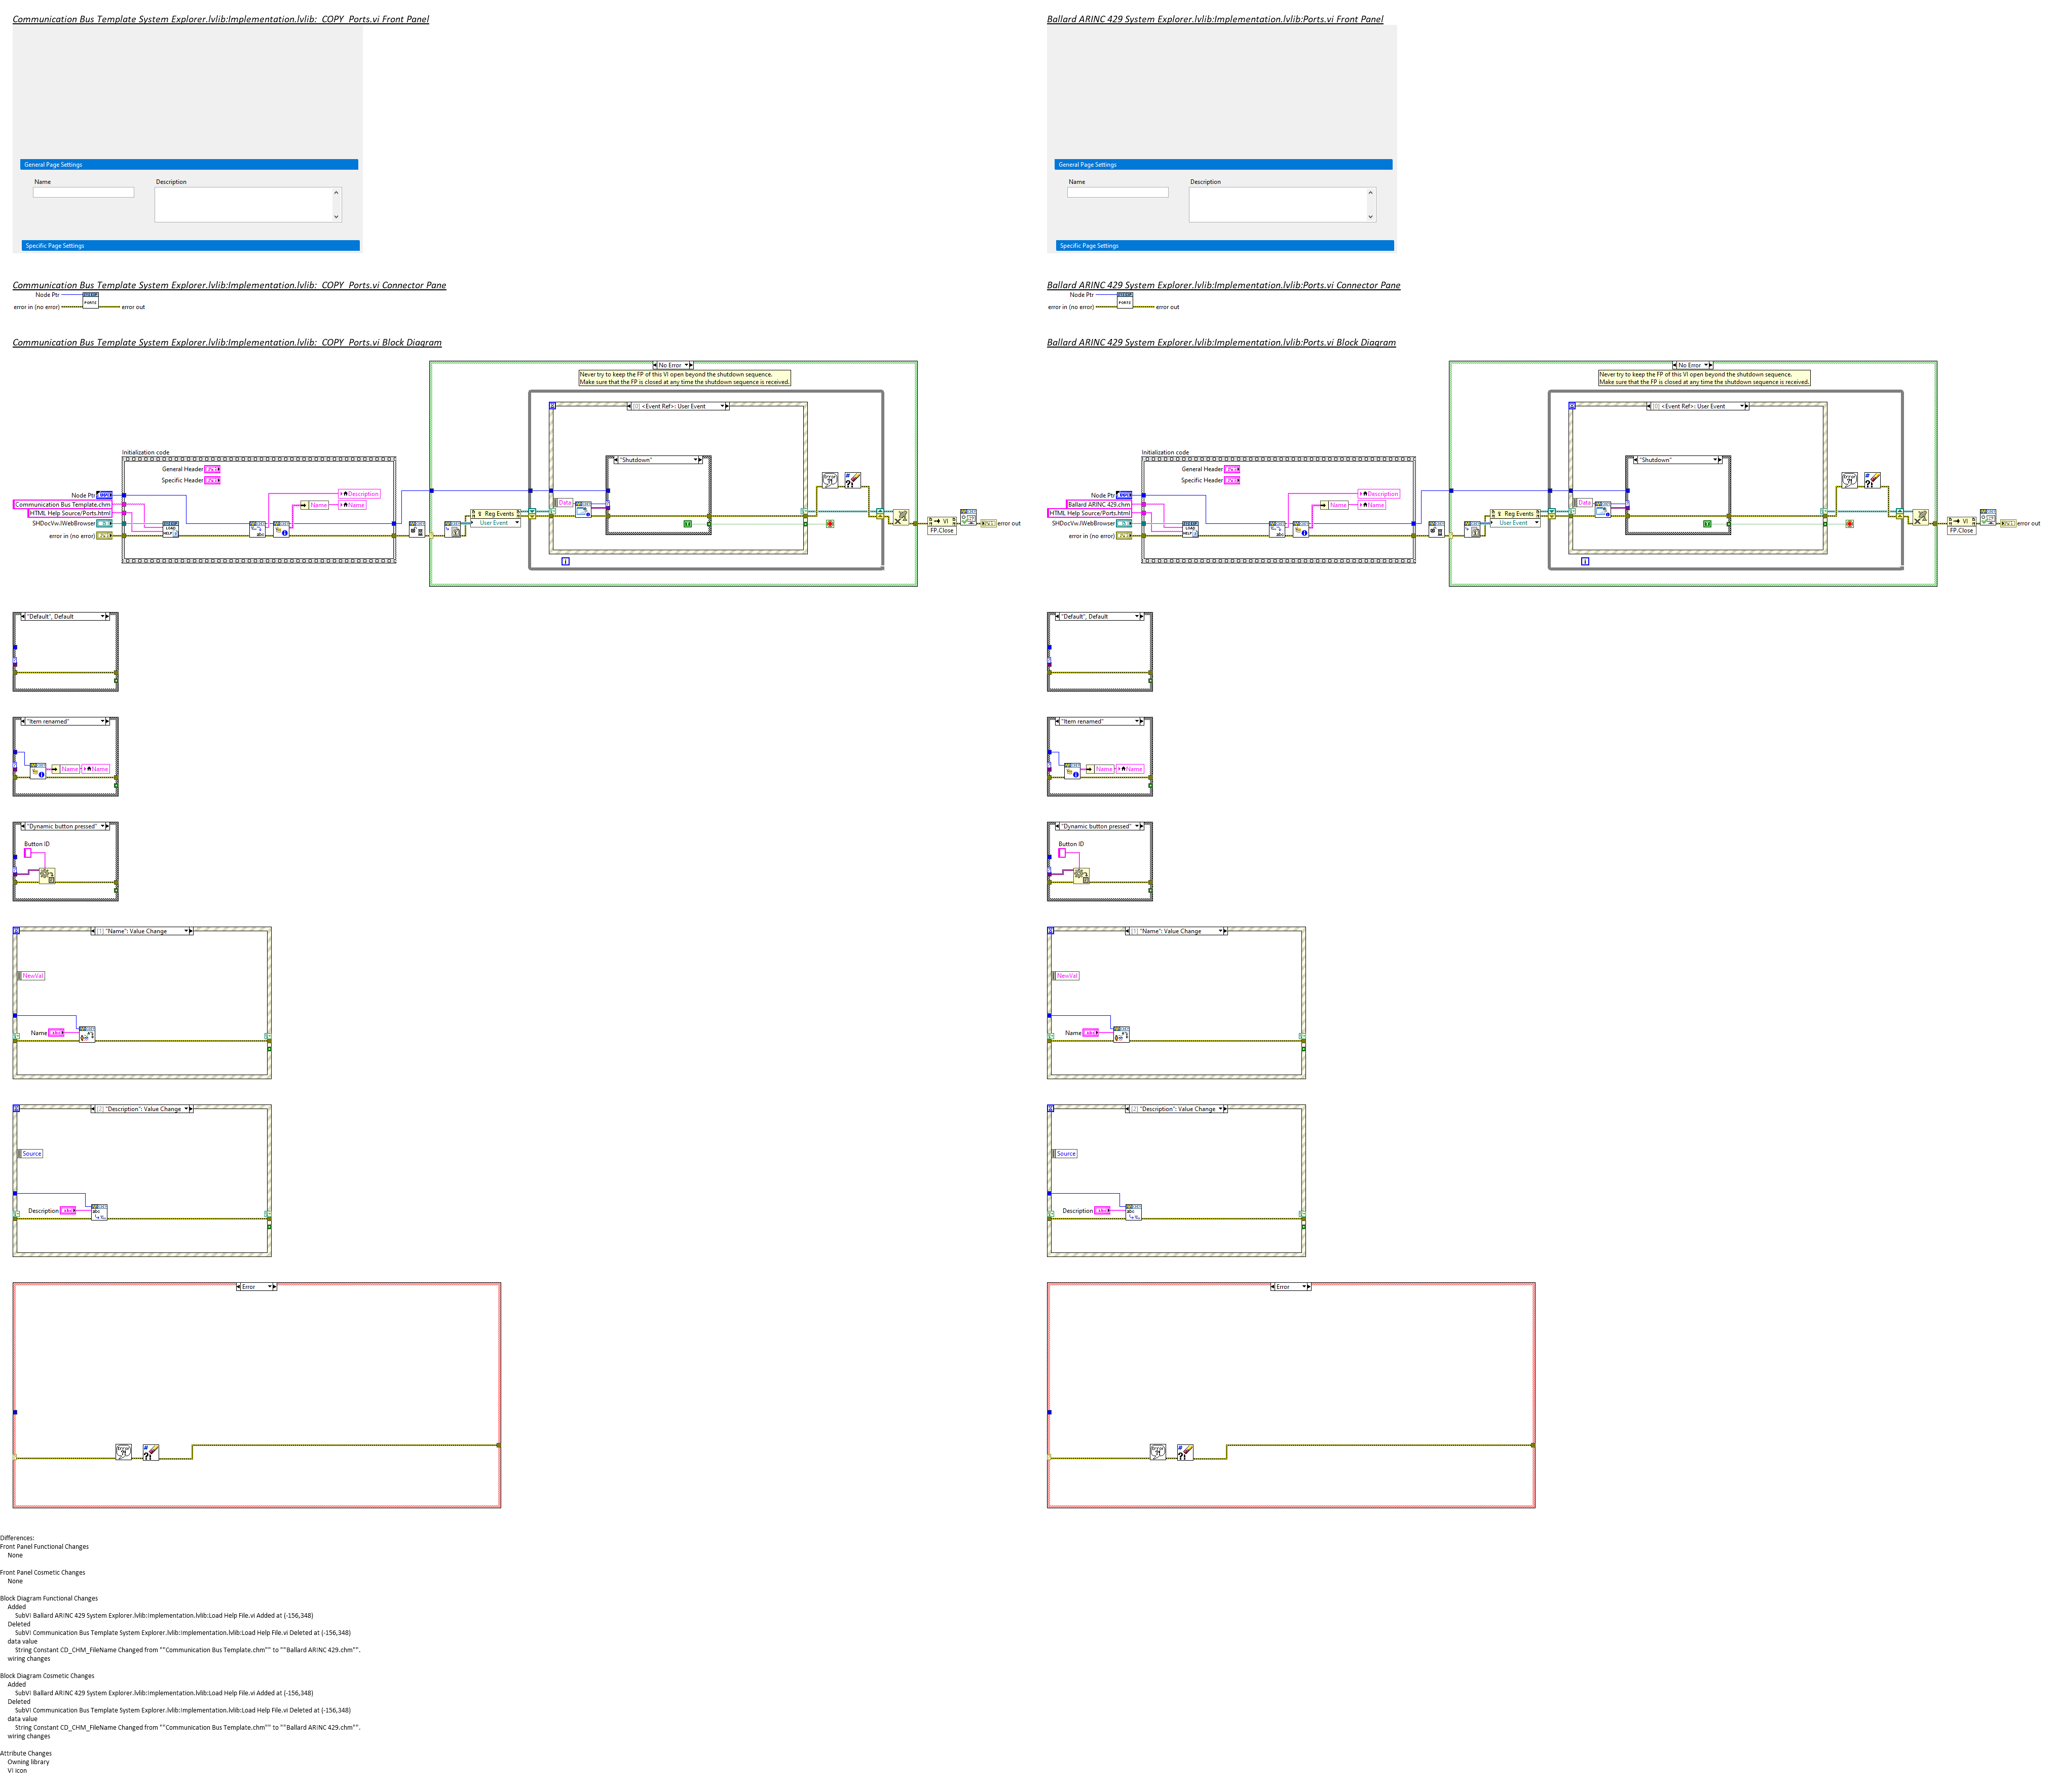 Communication Bus Template System Explorer.lvlib:Implementation.lvlib:_COPY_Ports.vi Front Panel
General Page Settings
Name
Description
Specific Page Settings
Communication Bus Template System Explorer.lvlib:Implementation.lvlib:_COPY_Ports.vi Connector Pane
Node Ptr
PORTS
error in (no error)
error out
Communication Bus Template System Explorer.lvlib:Implementation.lvlib:_COPY_Ports.vi Block Diagram
No Error
Never try to keep the FP of this VI open beyond the shutdown sequence.
Make sure that the FP is closed at any time the shutdown sequence is received.
[0] <Event Ref>: User Event
Initialization code
General Header
Specific Header
"Shutdown"
Node Ptr
Description
Name
Name
Communication Bus Template.chm
HTML Help Source/Ports.html
SHDocVw.IWebBrowser
error in (no error)
Data
Reg Events
User Event
VI
FP.Close
error out
"Default", Default
"Item renamed"
Name
Name
"Dynamic button pressed"
Button ID
[1] "Name": Value Change
NewVal
Name
[2] "Description": Value Change
Source
Description
Error
Ballard ARINC 429 System Explorer.lvlib:Implementation.lvlib:Ports.vi Front Panel
General Page Settings
Name
Description
Specific Page Settings
Ballard ARINC 429 System Explorer.lvlib:Implementation.lvlib:Ports.vi Connector Pane
Node Ptr
PORTS
error in (no error)
error out
Ballard ARINC 429 System Explorer.lvlib:Implementation.lvlib:Ports.vi Block Diagram
No Error
Never try to keep the FP of this VI open beyond the shutdown sequence.
Make sure that the FP is closed at any time the shutdown sequence is received.
[0] <Event Ref>: User Event
Initialization code
General Header
Specific Header
"Shutdown"
Node Ptr
Description
Name
Name
Ballard ARINC 429.chm
HTML Help Source/Ports.html
SHDocVw.IWebBrowser
error in (no error)
Data
Reg Events
User Event
VI
FP.Close
error out
"Default", Default
"Item renamed"
Name
Name
"Dynamic button pressed"
Button ID
[1] "Name": Value Change
NewVal
Name
[2] "Description": Value Change
Source
Description
Error
Differences:
Front Panel Functional Changes
None
Front Panel Cosmetic Changes
None
Block Diagram Functional Changes
Added
SubVI Ballard ARINC 429 System Explorer.lvlib:Implementation.lvlib:Load Help File.vi Added at (-156,348)
Deleted
SubVI Communication Bus Template System Explorer.lvlib:Implementation.lvlib:Load Help File.vi Deleted at (-156,348)
data value
String Constant CD_CHM_FileName Changed from ""Communication Bus Template.chm"" to ""Ballard ARINC 429.chm"".
wiring changes
Block Diagram Cosmetic Changes
Added
SubVI Ballard ARINC 429 System Explorer.lvlib:Implementation.lvlib:Load Help File.vi Added at (-156,348)
Deleted
SubVI Communication Bus Template System Explorer.lvlib:Implementation.lvlib:Load Help File.vi Deleted at (-156,348)
data value
String Constant CD_CHM_FileName Changed from ""Communication Bus Template.chm"" to ""Ballard ARINC 429.chm"".
wiring changes
Attribute Changes
Owning library
VI icon